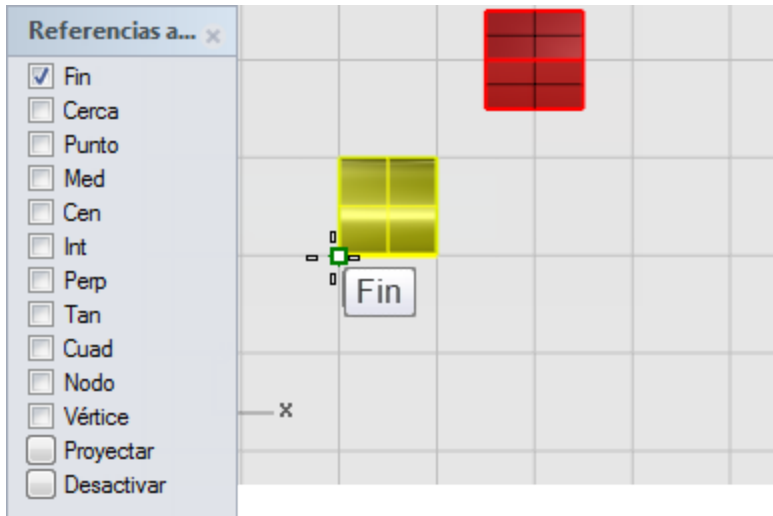 Referencias a...
Fin
Cerca
Punto
Med
Cen
Int
Perp
Tan
Cuad
Nodo
Vértice
Proyectar
Desactivar
Fin
x